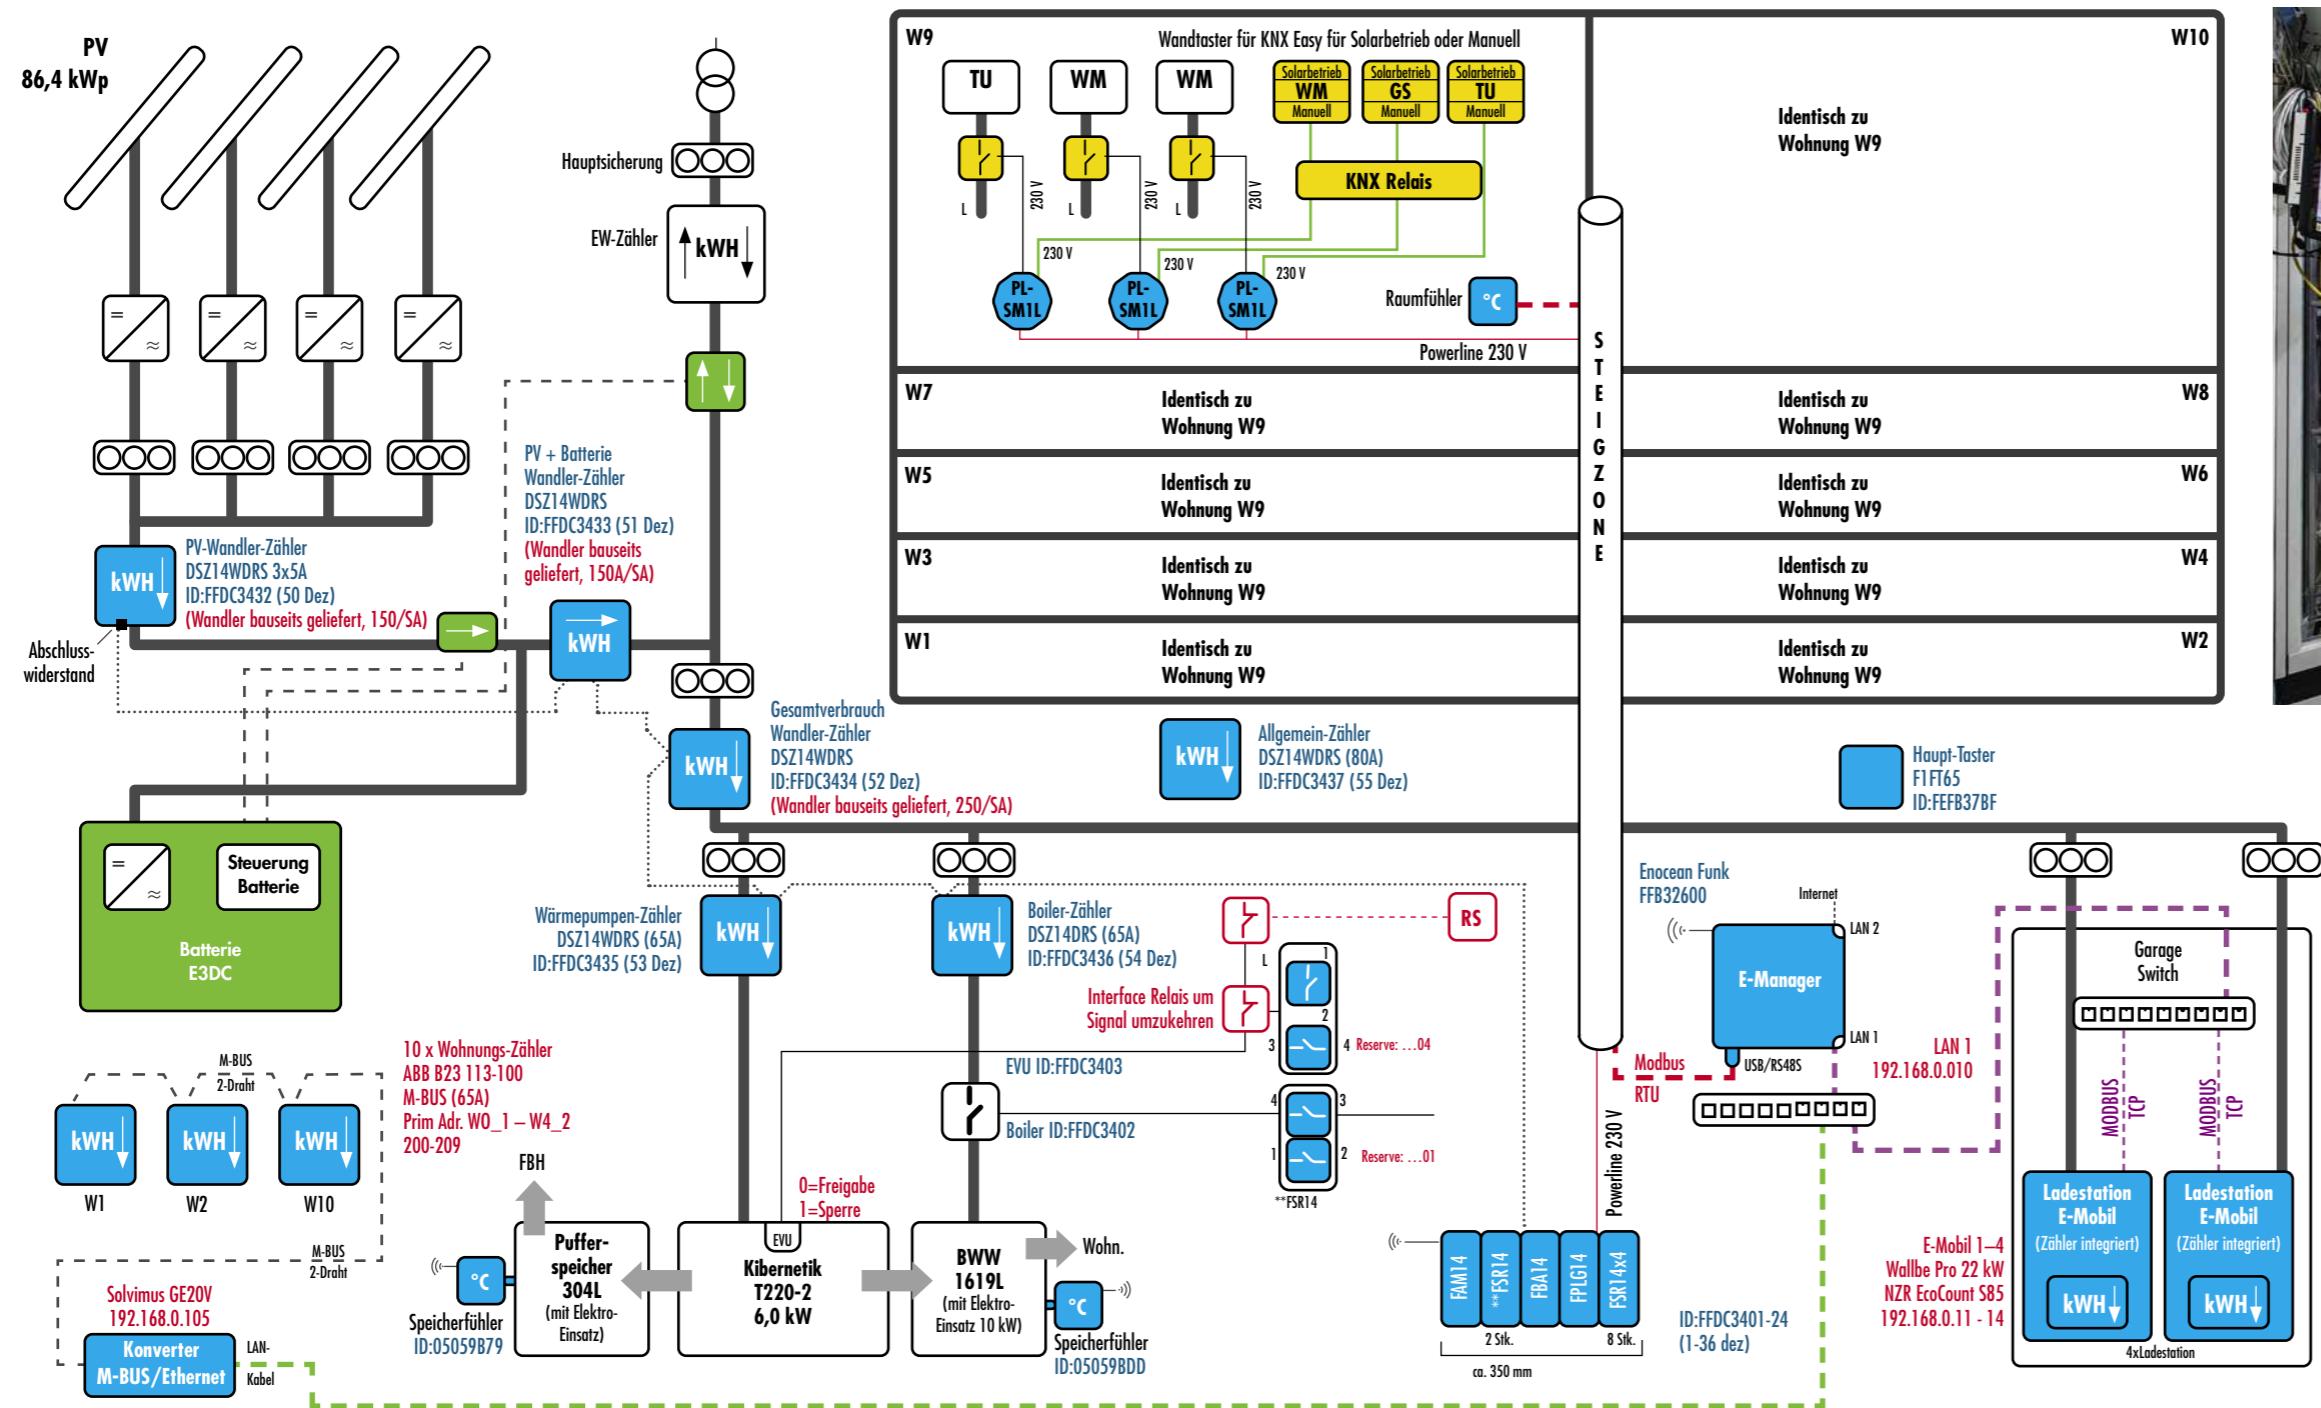 PV
86,4 kWp
Hauptsicherung
EW-Zähler
kWH
PV + Batterie
Wandler-Zähler
DSZ14WDRS
ID:FFDC3433 (51 Dez)
(Wandler bauseits
geliefert, 150A/SA)
kWH
PV-Wandler-Zähler
DSZ14WDRS 3x5A
ID:FFDC3432 (50 Dez)
(Wandler bauseits geliefert, 150/SA)
kWH
Abschluss-
widerstand
Gesamtverbrauch
Wandler-Zähler
DSZ14WDRS
ID:FFDC3434 (52 Dez)
(Wandler bauseits geliefert, 250/SA)
kWH
Steuerung
Batterie
Batterie
E3DC
W9
Wandtaster für KNX Easy für Solarbetrieb oder Manuell
TU
WM
WM
Solarbetrieb
WM
Manuell
Solarbetrieb
GS
Manuell
Solarbetrieb
TU
Manuell
KNX Relais
L
230 V
L
230 V
L
230 V
230 V
230 V
230 V
PL-
SM1L
PL-
SM1L
PL-
SM1L
Raumfühler
°C
Powerline 230 V
W10
Identisch zu
Wohnung W9
STEIGZONE
W7
Identisch zu
Wohnung W9
Identisch zu
Wohnung W9
W8
W5
Identisch zu
Wohnung W9
Identisch zu
Wohnung W9
W6
W3
Identisch zu
Wohnung W9
Identisch zu
Wohnung W9
W4
W1
Identisch zu
Wohnung W9
Identisch zu
Wohnung W9
W2
kWH
Allgemein-Zähler
DSZ14WDRS (80A)
ID:FFDC3437 (55 Dez)
Haupt-Taster
F1FT65
ID:FEFB37BF
Wärmepumpen-Zähler
DSZ14WDRS (65A)
ID:FFDC3435 (53 Dez)
kWH
kWH
Boiler-Zähler
DSZ14DRS (65A)
ID:FFDC3436 (54 Dez)
RS
L
Interface Relais um
Signal umzukehren
1
2
3
4
Reserve: ...04
EVU ID:FFDC3403
Boiler ID:FFDC3402
4
3
1
2
Reserve: ...01
**FSR14
M-BUS
2-Draht
kWH
kWH
kWH
W1
W2
W10
10 x Wohnungs-Zähler
ABB B23 113-100
M-BUS (65A)
Prim Adr. WO_1 – W4_2
200-209
M-BUS
2-Draht
Solvimus GE20V
192.168.0.105
Konverter
M-BUS/Ethernet
LAN-
Kabel
FBH
°C
Speicherfühler
ID:05059B79
Puffer-
speicher
304L
(mit Elektro-
Einsatz)
0=Freigabe
1=Sperre
EVU
Kibernetik
T220-2
6,0 kW
BWW
1619L
(mit Elektro-
Einsatz 10 kW)
Wohn.
°C
Speicherfühler
ID:05059BDD
FAM14
**FSR14
FBA14
FPLG14
FSR14x4
2 Stk.
8 Stk.
ca. 350 mm
Powerline 230 V
ID:FFDC3401-24
(1-36 dez)
Enocean Funk
FFB32600
Internet
LAN 2
E-Manager
LAN 1
USB/RS48S
Modbus
RTU
LAN 1
192.168.0.010
Garage
Switch
MODBUS
TCP
MODBUS
TCP
Ladestation
E-Mobil
(Zähler integriert)
kWH
Ladestation
E-Mobil
(Zähler integriert)
kWH
4xLadestation
E-Mobil 1–4
Wallbe Pro 22 kW
NZR EcoCount S85
192.168.0.11 - 14